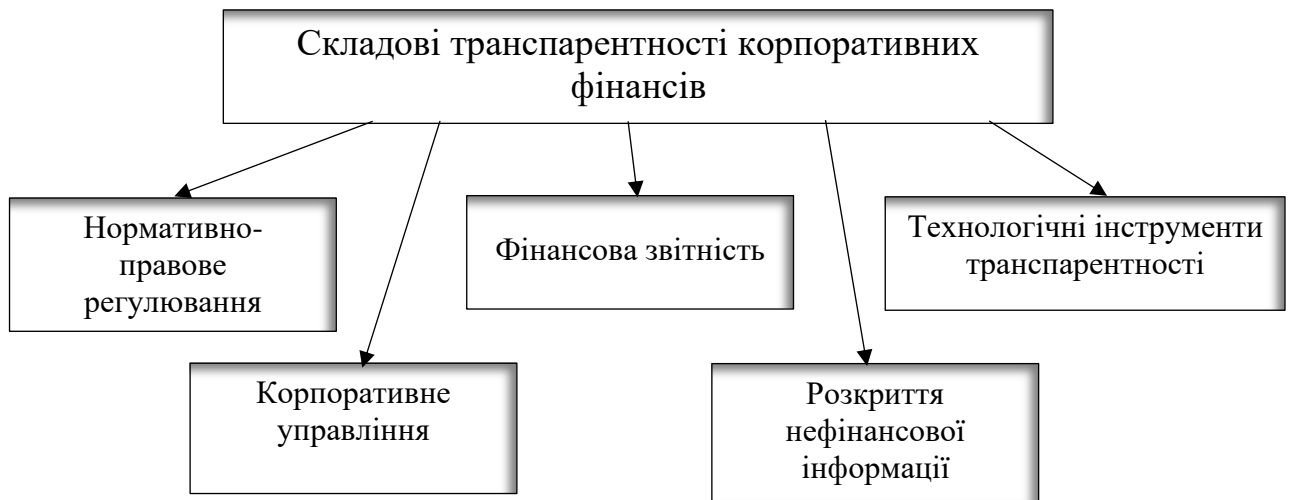 Складові транспарентності корпоративних
фінансів
Нормативно-
правове
регулювання
Фінансова звітність
Технологічні інструменти
транспарентності
Корпоративне
управління
Розкриття
нефінансової
інформації